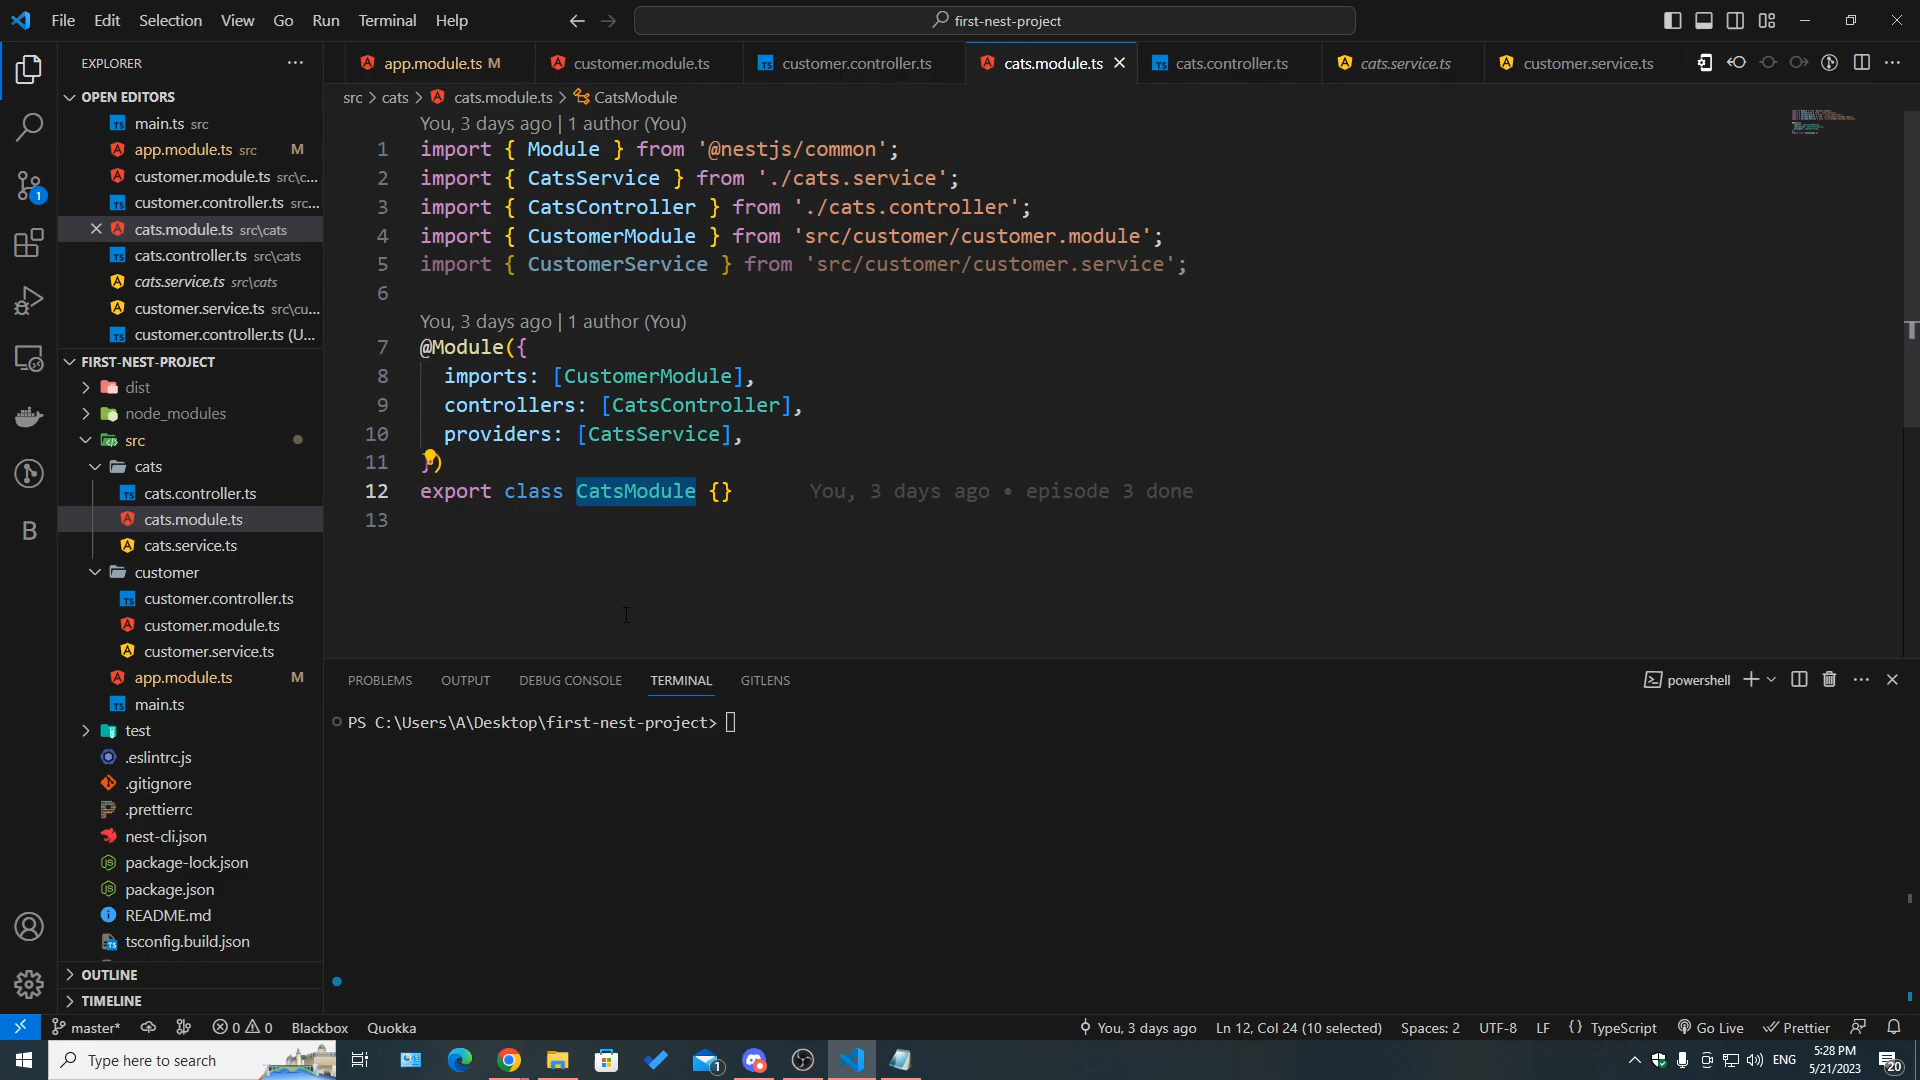 File Edit Selection View Go Run Terminal Help
first-nest-project
EXPLORER
app.module.ts M
customer.module.ts
customer.controller.ts
cats.module.ts
cats.controller.ts
cats.service.ts
customer.service.ts
OPEN EDITORS
main.ts src
app.module.ts src M
customer.module.ts src\c...
customer.controller.ts src...
cats.module.ts src\cats
cats.controller.ts src\cats
cats.service.ts src\cats
customer.service.ts src\cu...
customer.controller.ts (U...
FIRST-NEST-PROJECT
dist
node_modules
src
cats
cats.controller.ts
cats.module.ts
cats.service.ts
customer
customer.controller.ts
customer.module.ts
customer.service.ts
app.module.ts M
main.ts
test
.eslintrc.js
.gitignore
.prettierrc
nest-cli.json
package-lock.json
package.json
README.md
tsconfig.build.json
OUTLINE
TIMELINE
src > cats > cats.module.ts > CatsModule
You, 3 days ago | 1 author (You)
1 import { Module } from '@nestjs/common';
2 import { CatsService } from './cats.service';
3 import { CatsController } from './cats.controller';
4 import { CustomerModule } from 'src/customer/customer.module';
5 import { CustomerService } from 'src/customer/customer.service';
6
You, 3 days ago | 1 author (You)
7 @Module({
8 imports: [CustomerModule],
9 controllers: [CatsController],
10 providers: [CatsService],
11 })
12 export class CatsModule {} You, 3 days ago • episode 3 done
13
PROBLEMS OUTPUT DEBUG CONSOLE TERMINAL GITLENS
powershell
PS C:\Users\A\Desktop\first-nest-project>
master* 0 0 Blackbox Quokka
You, 3 days ago Ln 12, Col 24 (10 selected) Spaces: 2 UTF-8 LF {} TypeScript Go Live Prettier
Type here to search
ENG
5:28 PM
5/21/2023
1
1
20